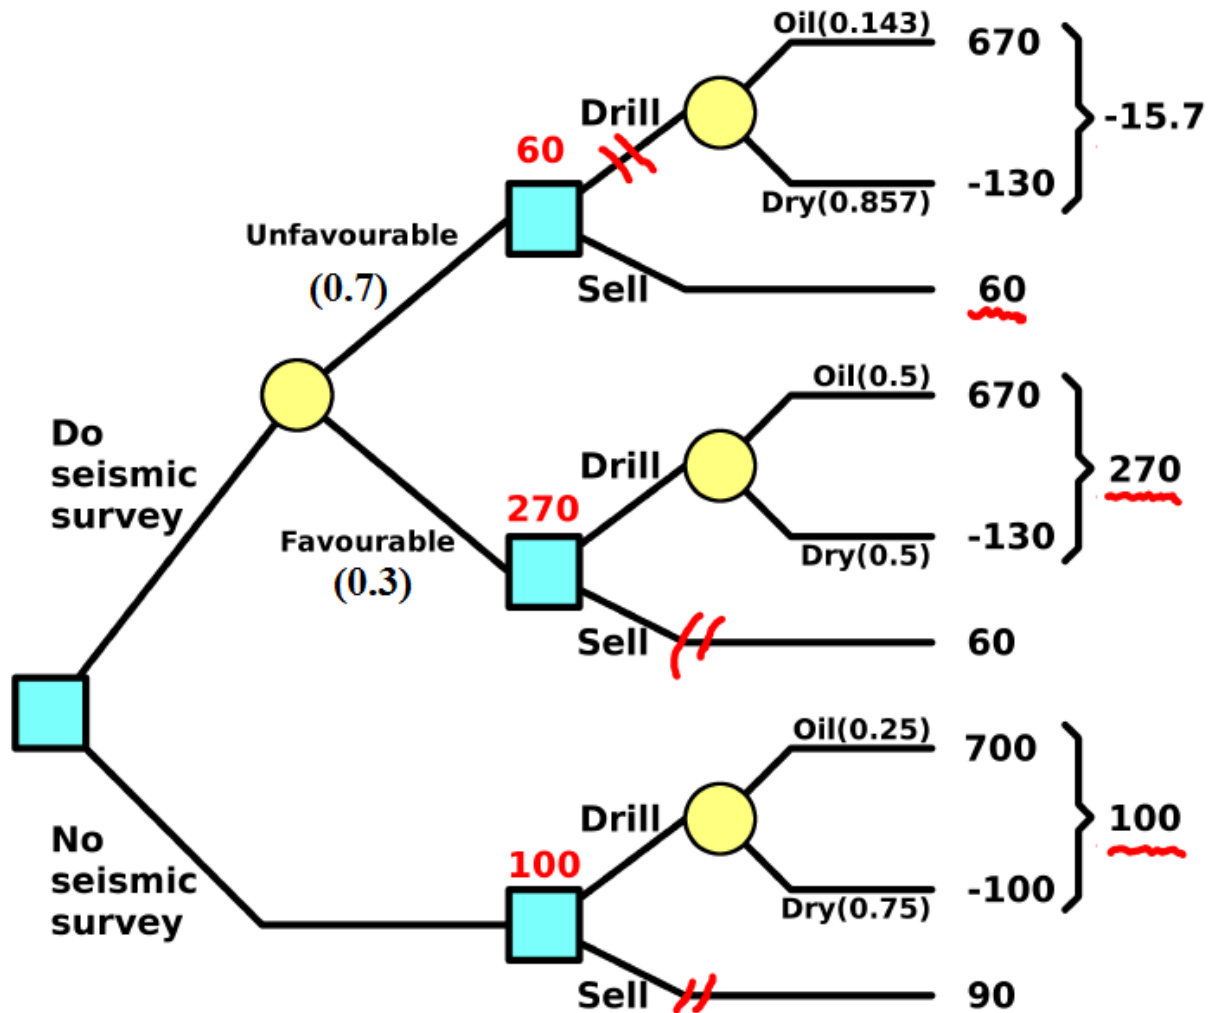 Oil(0.143)
670
Drill
-15.7
60
Dry(0.857)
-130
Unfavourable
(0.7)
Sell
60
Oil(0.5)
670
Do
seismic
survey
Drill
270
270
Favourable
(0.3)
Dry(0.5)
-130
Sell
60
Oil(0.25)
700
Drill
100
No
seismic
survey
100
Dry(0.75)
-100
Sell
90